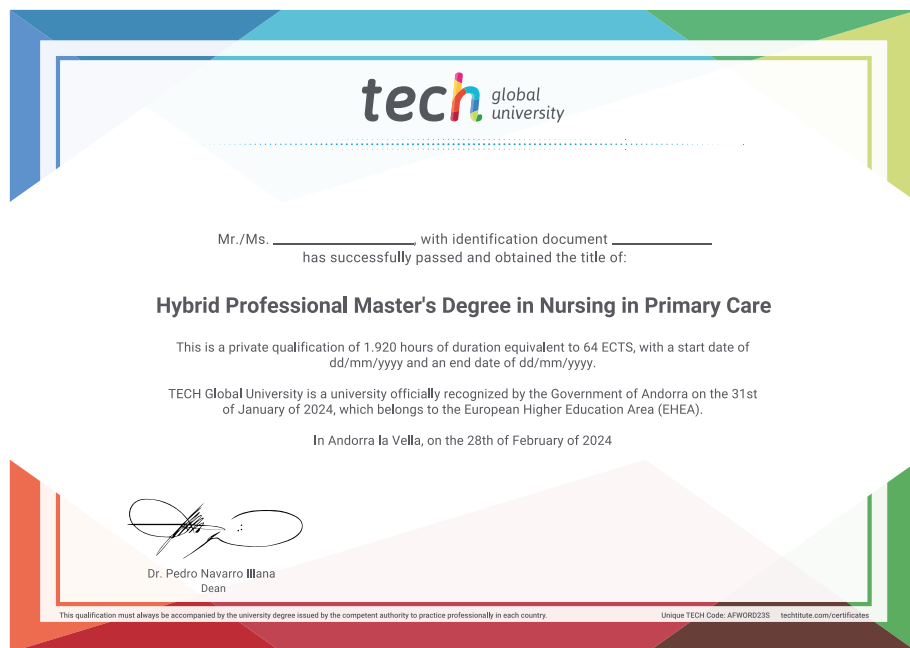 tech global
university
Mr./Ms. ________________, with identification document ____________
has successfully passed and obtained the title of:
Hybrid Professional Master's Degree in Nursing in Primary Care
This is a private qualification of 1.920 hours of duration equivalent to 64 ECTS, with a start date of
dd/mm/yyyy and an end date of dd/mm/yyyy.
TECH Global University is a university officially recognized by the Government of Andorra on the 31st
of January of 2024, which belongs to the European Higher Education Area (EHEA).
In Andorra la Vella, on the 28th of February of 2024
Dr. Pedro Navarro Illana
Dean
This qualification must always be accompanied by the university degree issued by the competent authority to practice professionally in each country.
Unique TECH Code: AFWORD23S techtitute.com/certificates